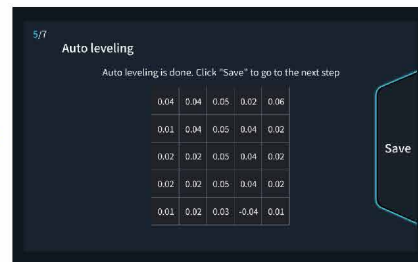 5/7
Auto leveling
Auto leveling is done. Click "Save" to go to the next step
0.04 0.04 0.05 0.02 0.06
0.01 0.04 0.05 0.04 0.02
Save
0.02 0.02 0.05 0.04 0.02
0.02 0.02 0.05 0.04 0.02
0.01 0.02 0.03 -0.04 0.01